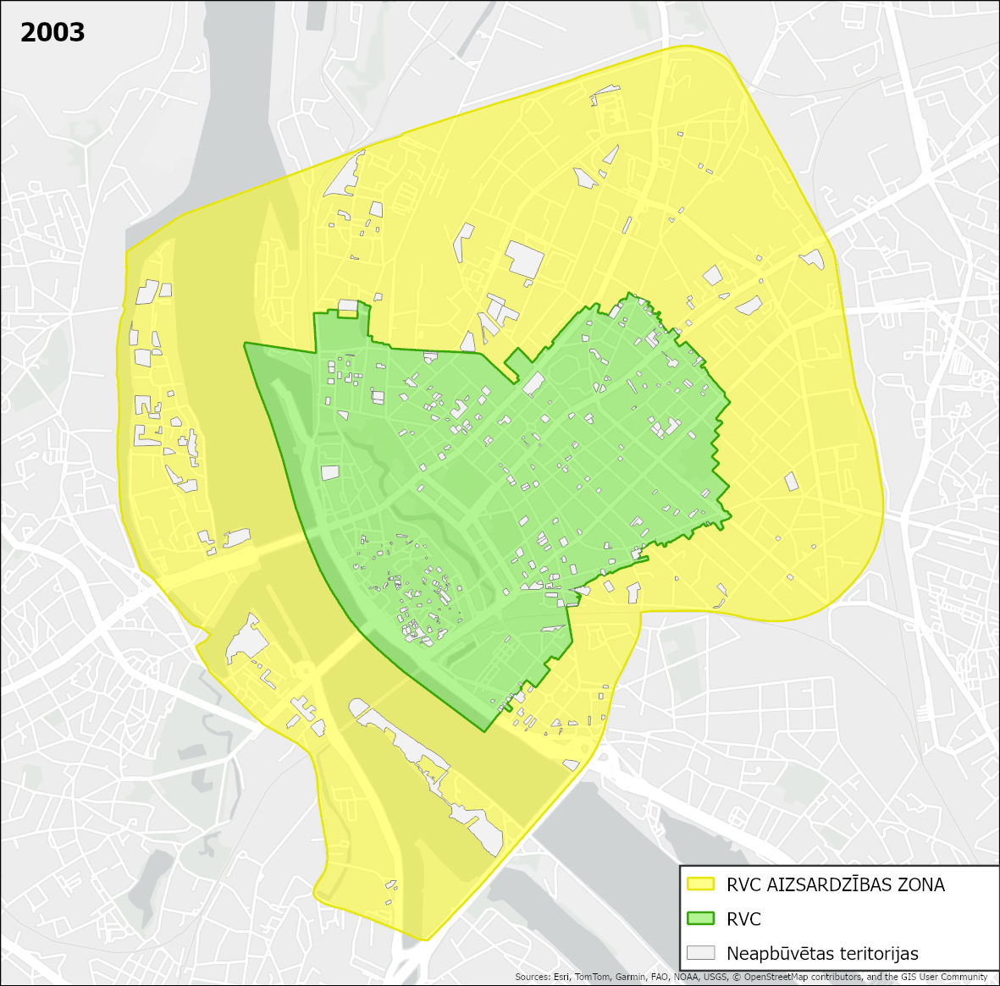 2003
RVC AIZSARDZĪBAS ZONA
RVC
Neapbūvētas teritorijas
Sources: Esri, TomTom, Garmin, FAO, NOAA, USGS, © OpenStreetMap contributors, and the GIS User Community